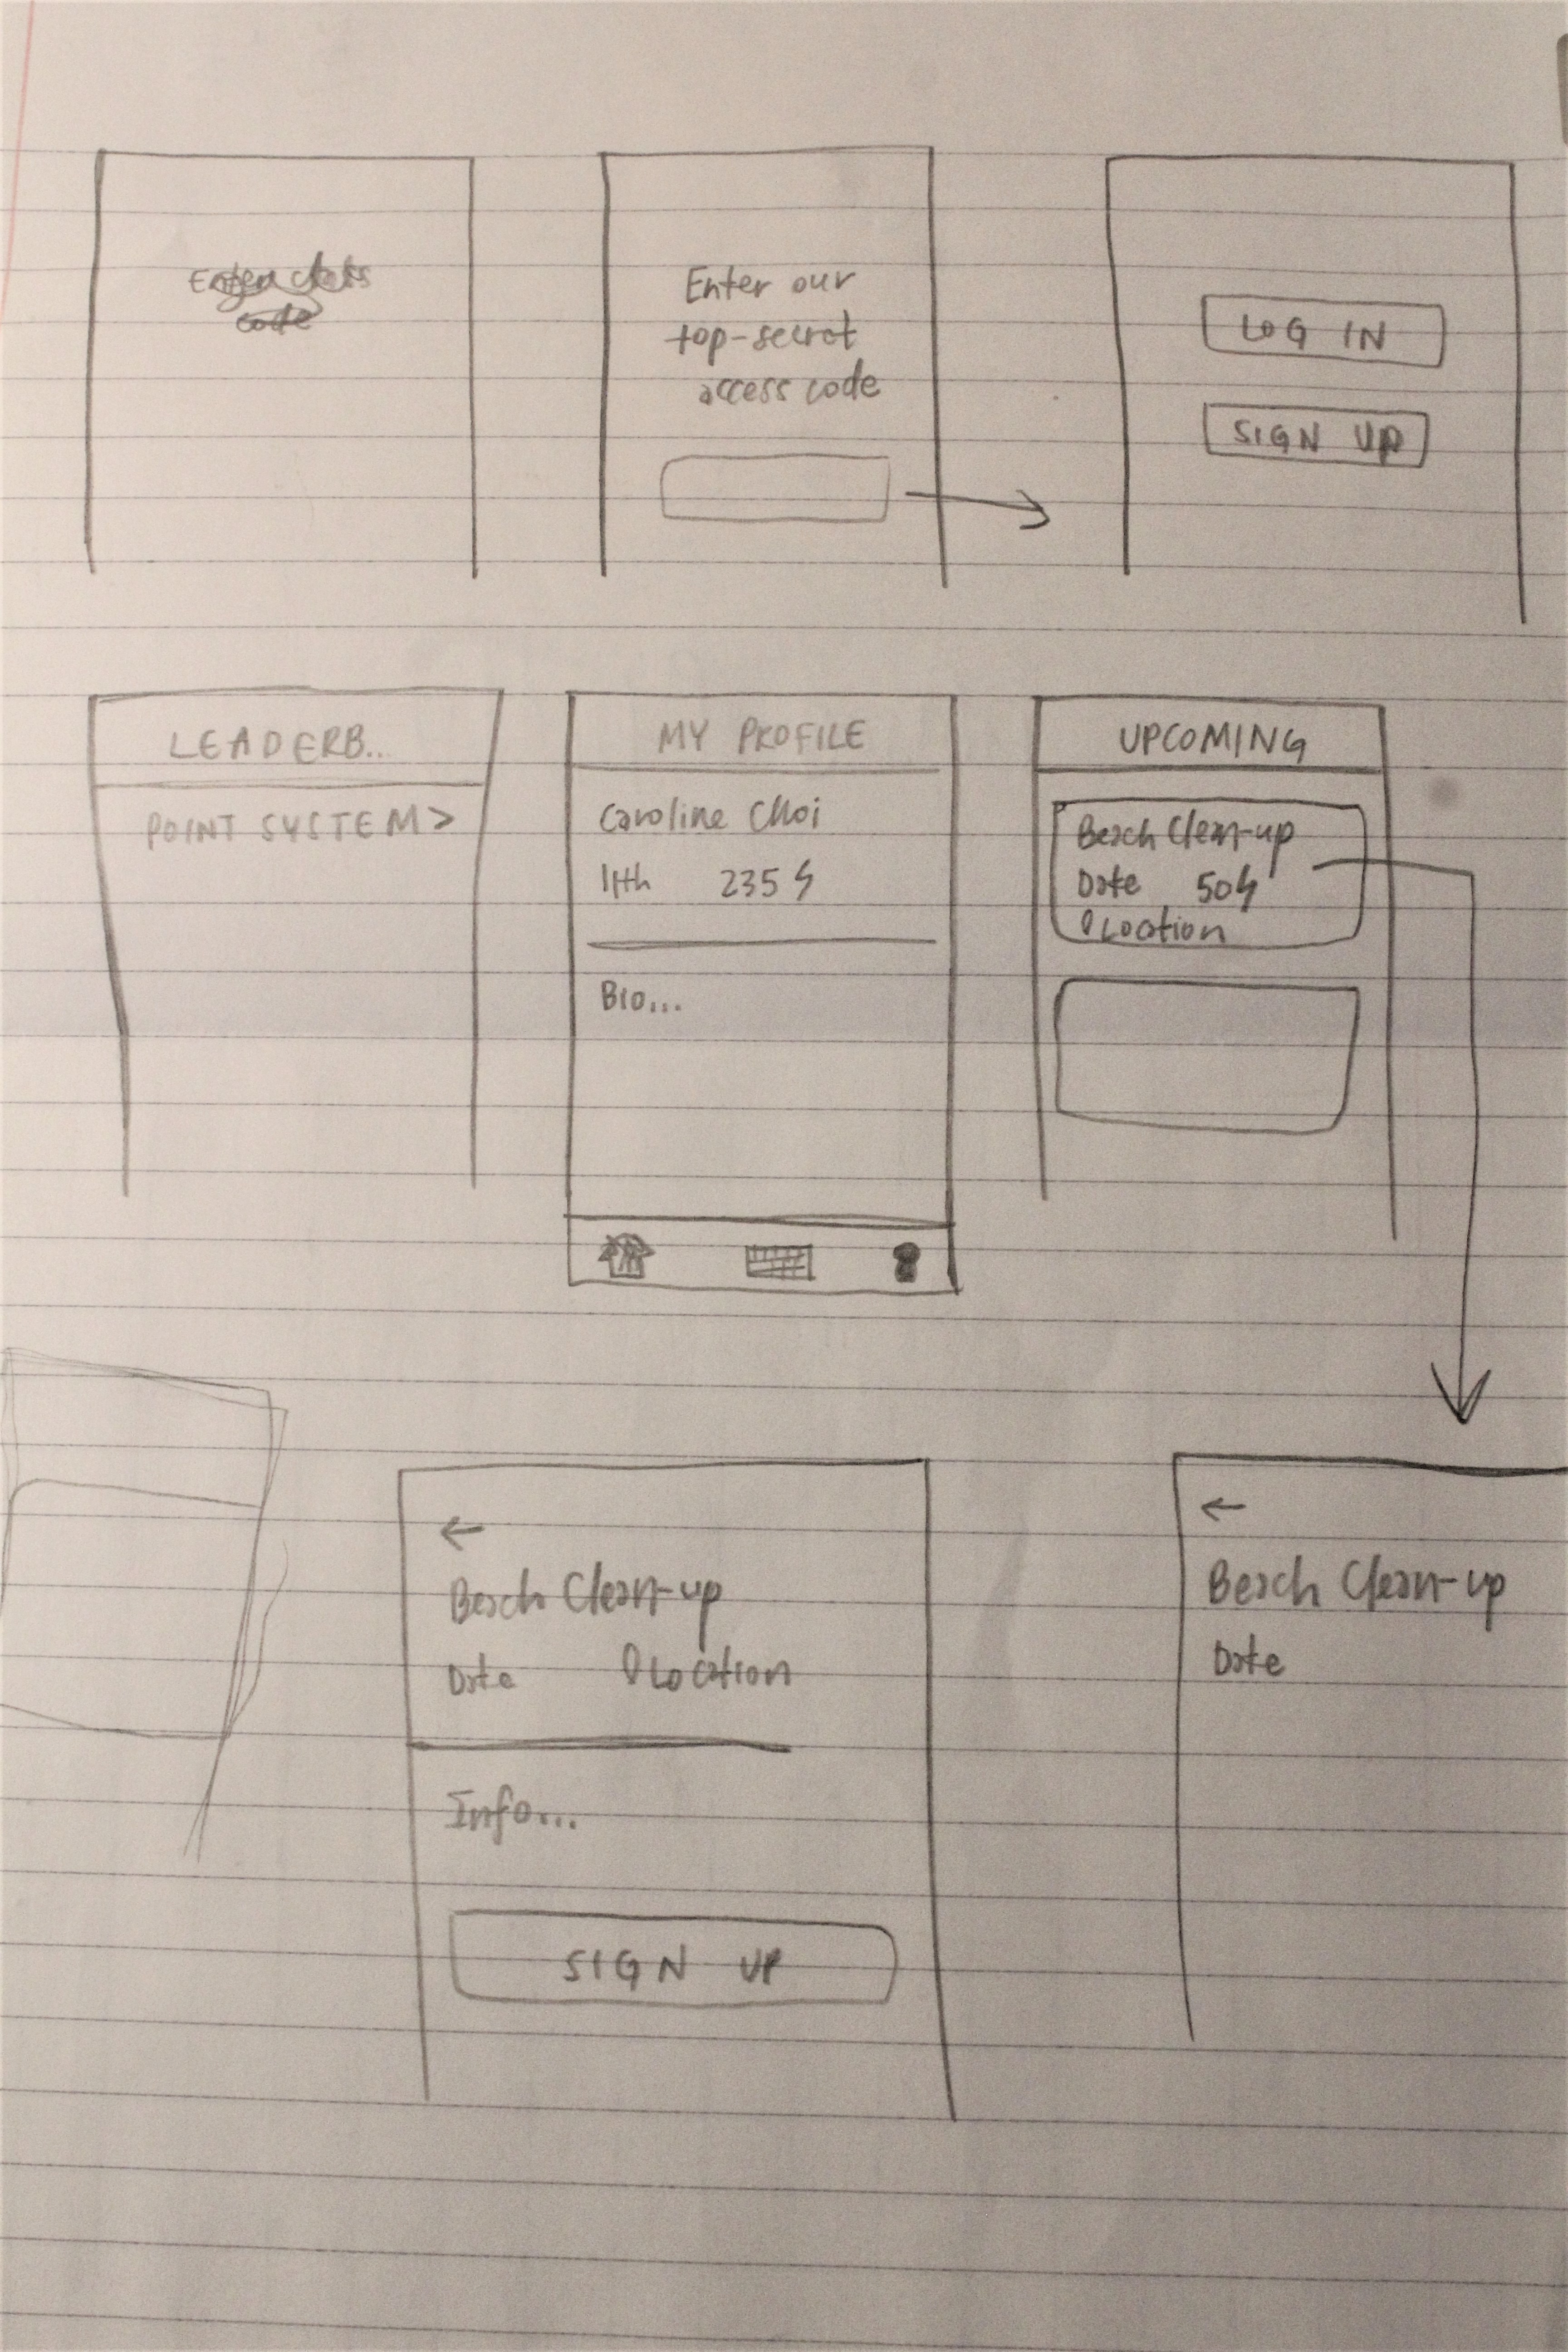 Enter
code
Enter our
top-secret
access code
LOG IN
SIGN UP
LEADERB..
POINT SYSTEM >
MY PROFILE
Caroline Choi
11th 235
Bio...
UPCOMING
Beach Clean-up
Date 50
Location
←
Beach Clean-up
Date Location
Info...
SIGN UP
←
Beach Clean-up
Date